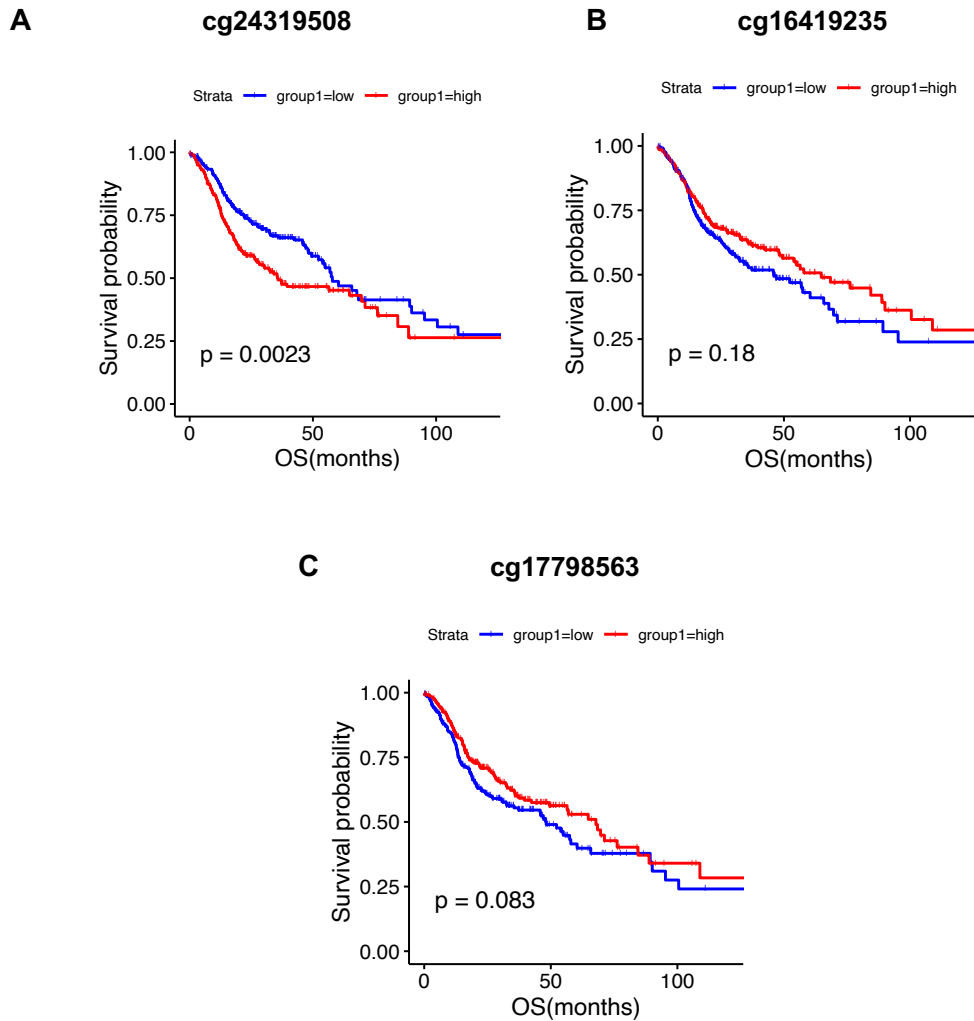 A
cg24319508
Strata group1=low group1=high
1.00
0.75
0.50
0.25
0.00
Survival probability
p = 0.0023
0 50 100
OS(months)
B
cg16419235
Strata group1=low group1=high
1.00
0.75
0.50
0.25
0.00
Survival probability
p = 0.18
0 50 100
OS(months)
C
cg17798563
Strata group1=low group1=high
1.00
0.75
0.50
0.25
0.00
Survival probability
p = 0.083
0 50 100
OS(months)